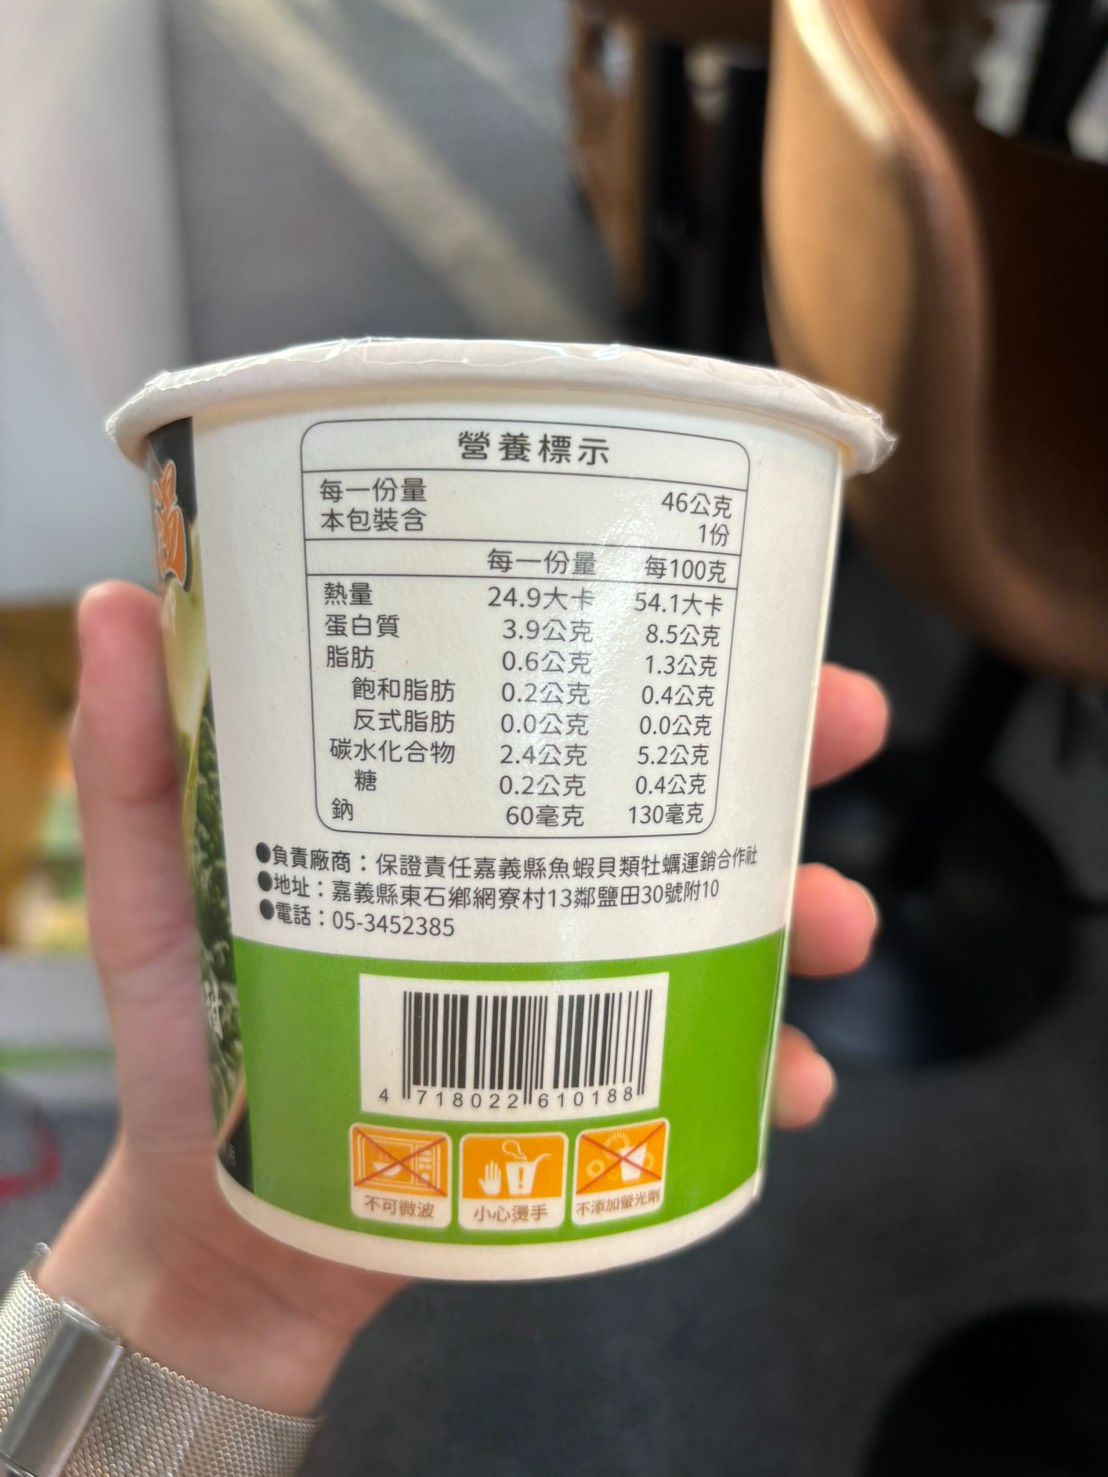 湯
營養標示
每一份量 46公克
本包裝含 1份
每一份量 每100克
熱量 24.9大卡 54.1大卡
蛋白質 3.9公克 8.5公克
脂肪 0.6公克 1.3公克
飽和脂肪 0.2公克 0.4公克
反式脂肪 0.0公克 0.0公克
碳水化合物 2.4公克 5.2公克
糖 0.2公克 0.4公克
鈉 60毫克 130毫克
●負責廠商：保證責任嘉義縣魚蝦貝類牡蠣運銷合作社
●地址：嘉義縣東石鄉網寮村13鄰鹽田30號附10
●電話：05-3452385
4 718022 610188
不可微波
小心燙手
不添加螢光劑